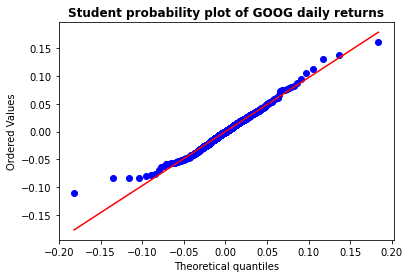 Student probability plot of GOOG daily returns
Ordered Values
0.15
0.10
0.05
0.00
−0.05
−0.10
−0.15
−0.20 −0.15 −0.10 −0.05 0.00 0.05 0.10 0.15 0.20
Theoretical quantiles